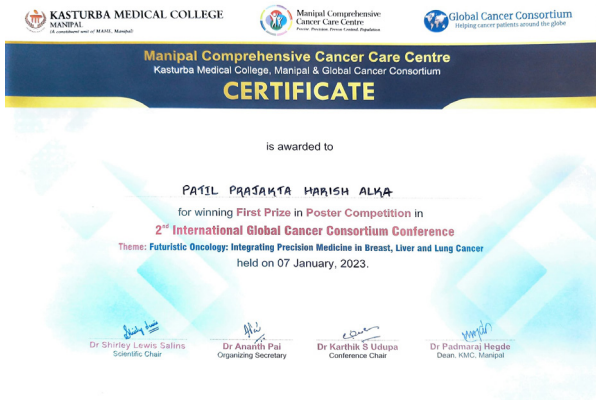 KASTURBA MEDICAL COLLEGE
MANIPAL
(A constituent unit of MAHE, Manipal)
Manipal Comprehensive
Cancer Care Centre
Precise. Precision. Person Centred. Population.
Global Cancer Consortium
Helping cancer patients around the globe
Manipal Comprehensive Cancer Care Centre
Kasturba Medical College, Manipal & Global Cancer Consortium
CERTIFICATE
is awarded to
PATIL PRAJAKTA HARISH ALKA
for winning First Prize in Poster Competition in
2nd International Global Cancer Consortium Conference
Theme: Futuristic Oncology: Integrating Precision Medicine in Breast, Liver and Lung Cancer
held on 07 January, 2023.
Dr Shirley Lewis Salins
Scientific Chair
Dr Ananth Pai
Organizing Secretary
Dr Karthik S Udupa
Conference Chair
Dr Padmaraj Hegde
Dean, KMC, Manipal